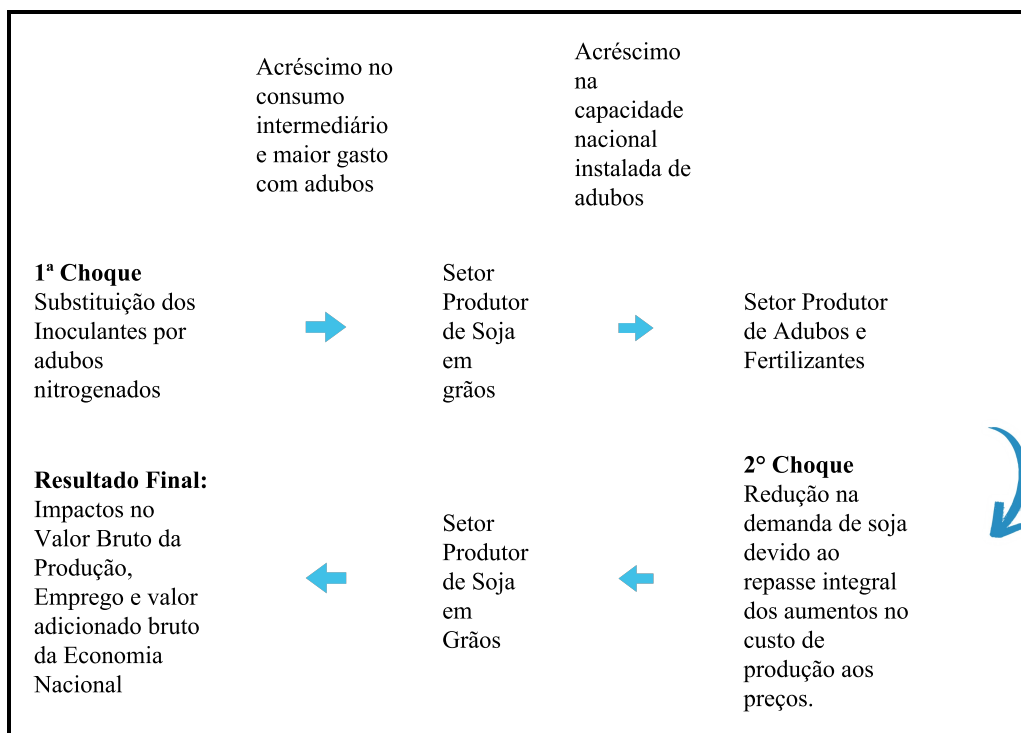 Acréscimo no
consumo
intermediário
e maior gasto
com adubos
Acréscimo
na
capacidade
nacional
instalada de
adubos
1ª Choque
Substituição dos
Inoculantes por
adubos
nitrogenados
Setor
Produtor
de Soja
em
grãos
Setor Produtor
de Adubos e
Fertilizantes
2° Choque
Redução na
demanda de soja
devido ao
repasse integral
dos aumentos no
custo de
produção aos
preços.
Setor
Produtor
de Soja
em
Grãos
Resultado Final:
Impactos no
Valor Bruto da
Produção,
Emprego e valor
adicionado bruto
da Economia
Nacional